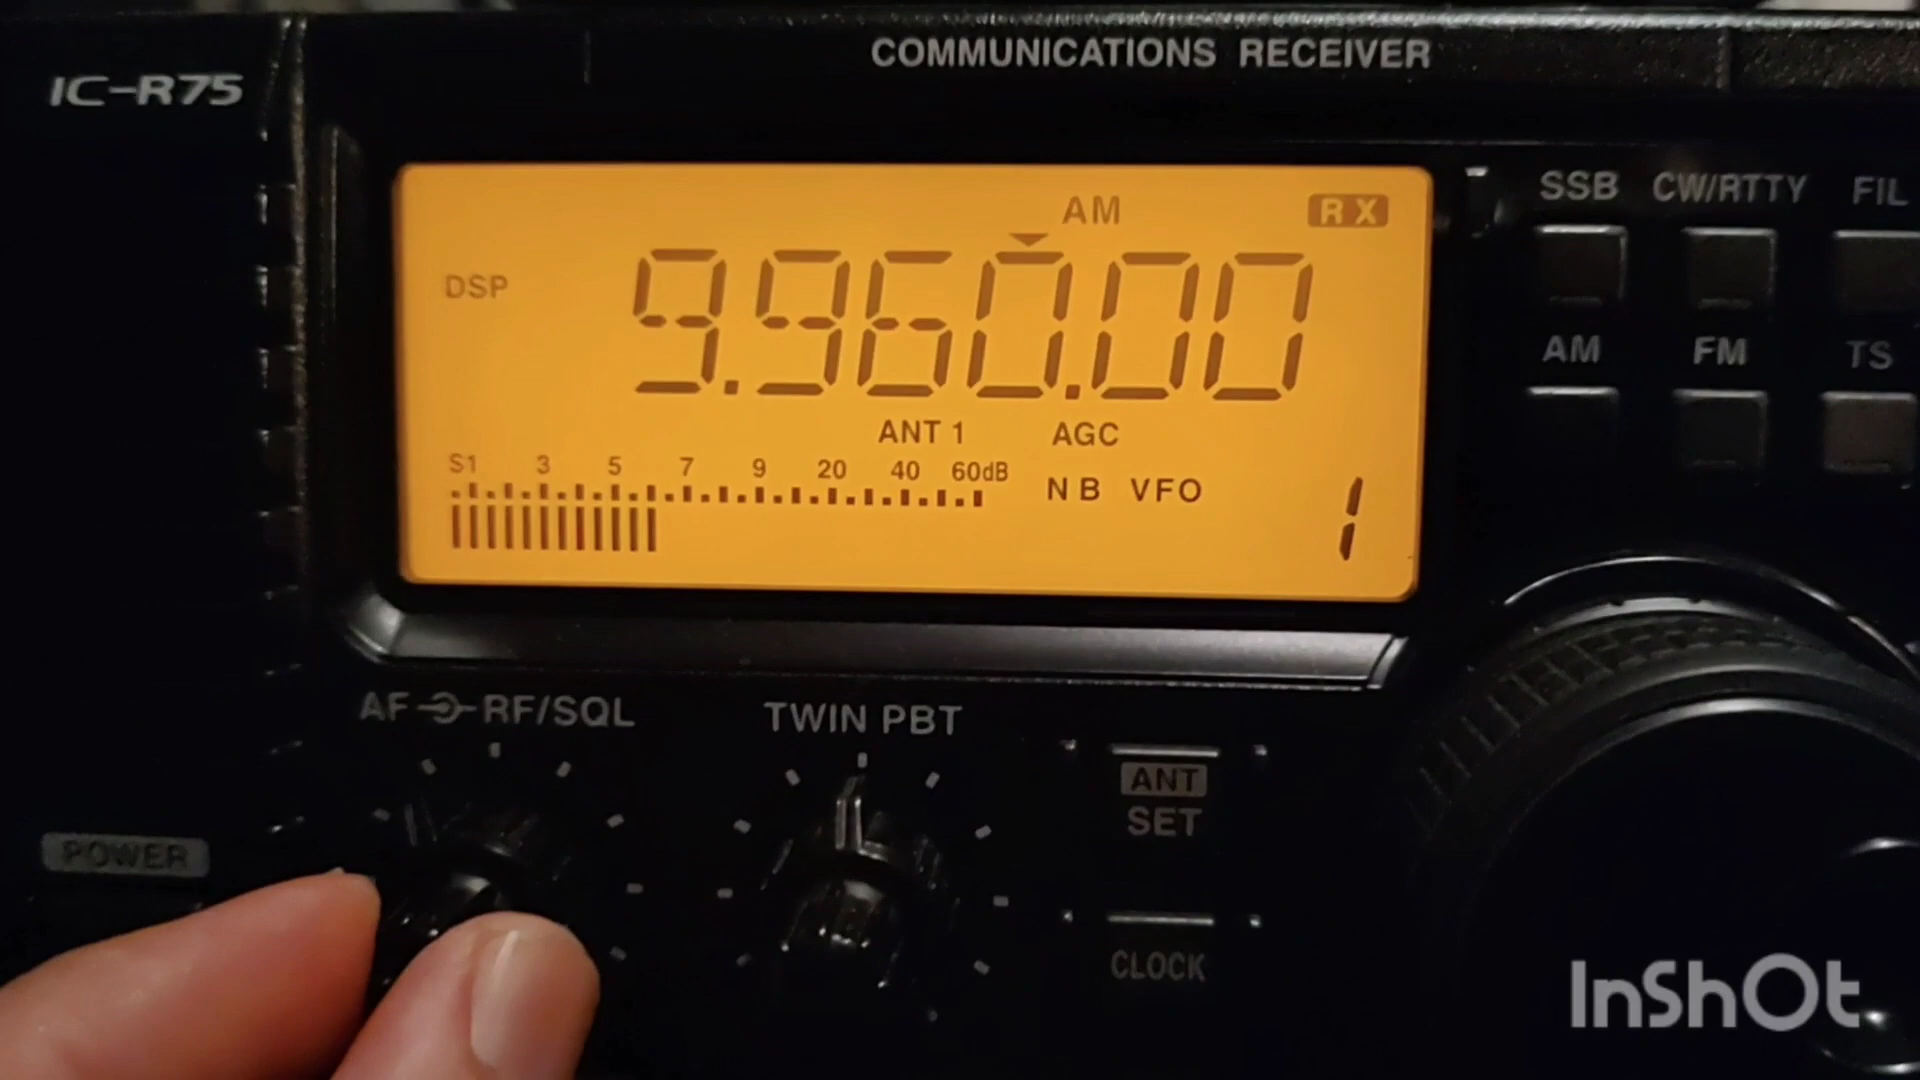 COMMUNICATIONS RECEIVER
IC-R75
SSB CW/RTTY FIL
AM RX
DSP 9.960.00
AM FM TS
ANT 1 AGC
S1 3 5 7 9 20 40 60dB
NB VFO 1
AF RF/SQL TWIN PBT
ANT
SET
POWER
CLOCK
InShOt